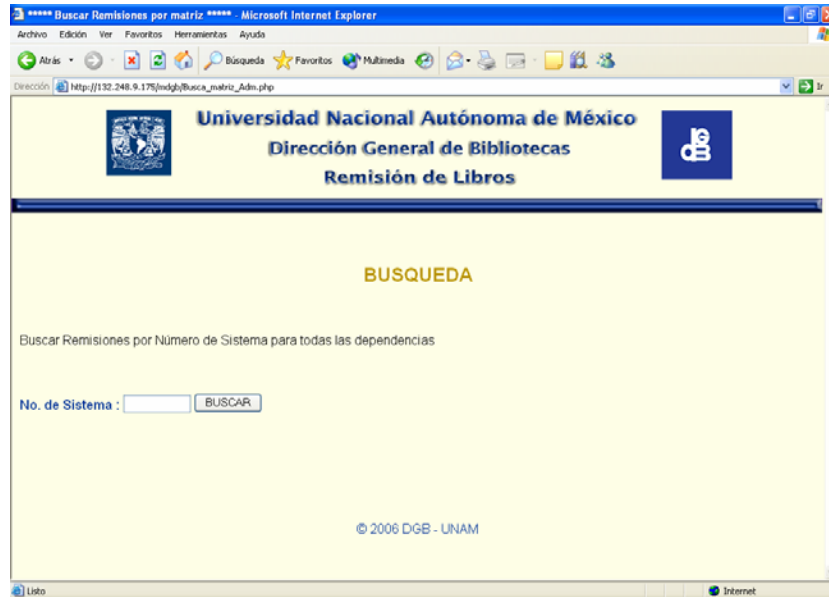 ***** Buscar Remisiones por matriz ***** - Microsoft Internet Explorer
Archivo Edición Ver Favoritos Herramientas Ayuda
Atrás Búsqueda Favoritos Multimedia
Dirección http://132.248.9.175/mdgb/Busca_matriz_Adm.php Ir
Universidad Nacional Autónoma de México
Dirección General de Bibliotecas
Remisión de Libros
BUSQUEDA
Buscar Remisiones por Número de Sistema para todas las dependencias
No. de Sistema : BUSCAR
© 2006 DGB - UNAM
Listo Internet